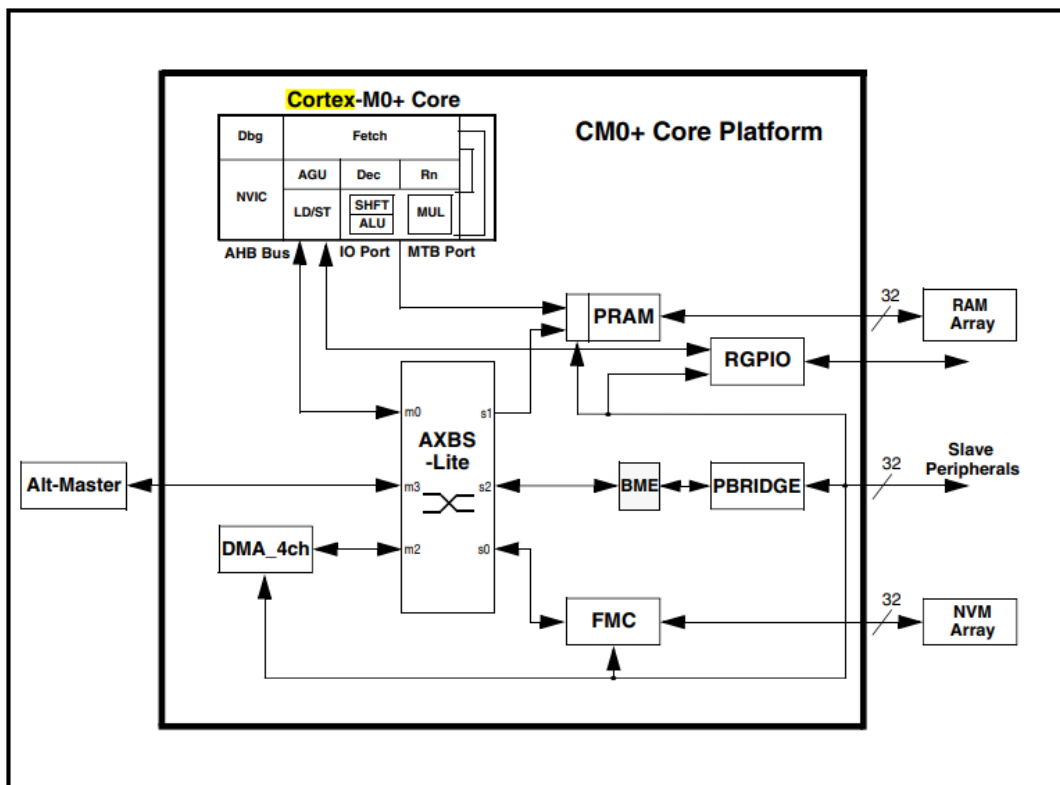 Cortex-M0+ Core
CM0+ Core Platform
Dbg
Fetch
AGU
Dec
Rn
NVIC
LD/ST
SHFT
ALU
MUL
AHB Bus
IO Port
MTB Port
32
PRAM
RAM
Array
RGPIO
m0
s1
AXBS
-Lite
Slave
Peripherals
32
Alt-Master
m3
s2
BME
PBRIDGE
DMA_4ch
m2
s0
32
FMC
NVM
Array